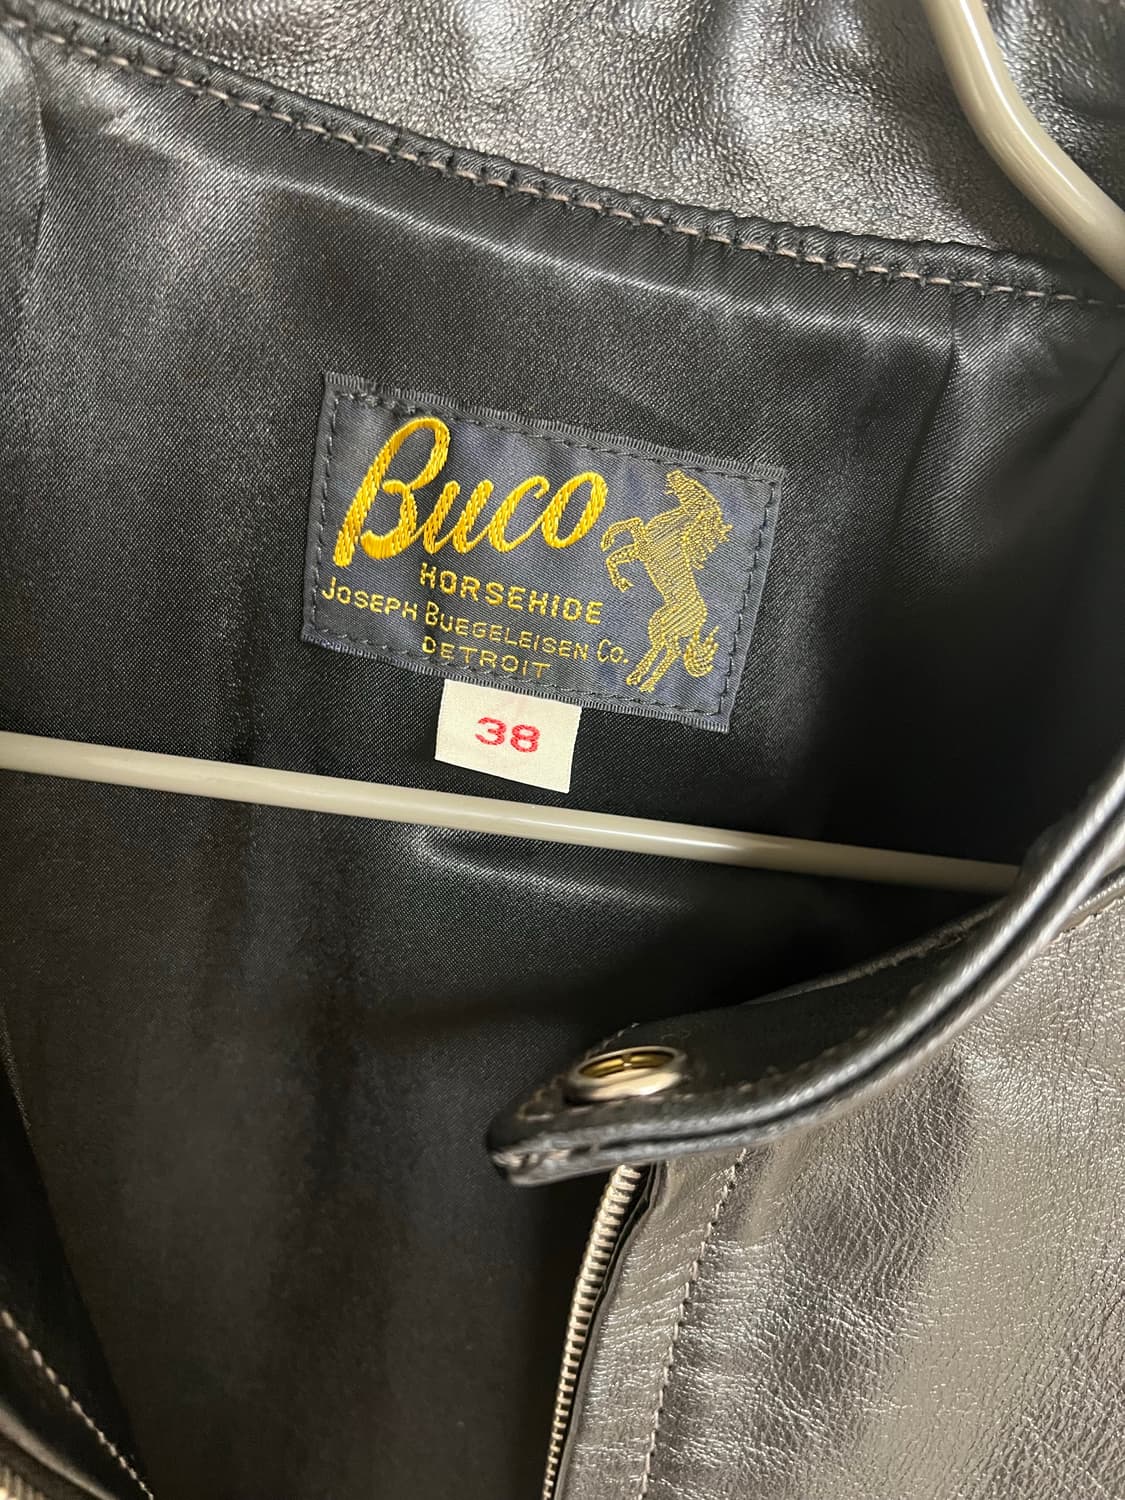 Buco
HORSEHIDE
JOSEPH BUEGELEISEN CO.
DETROIT
38